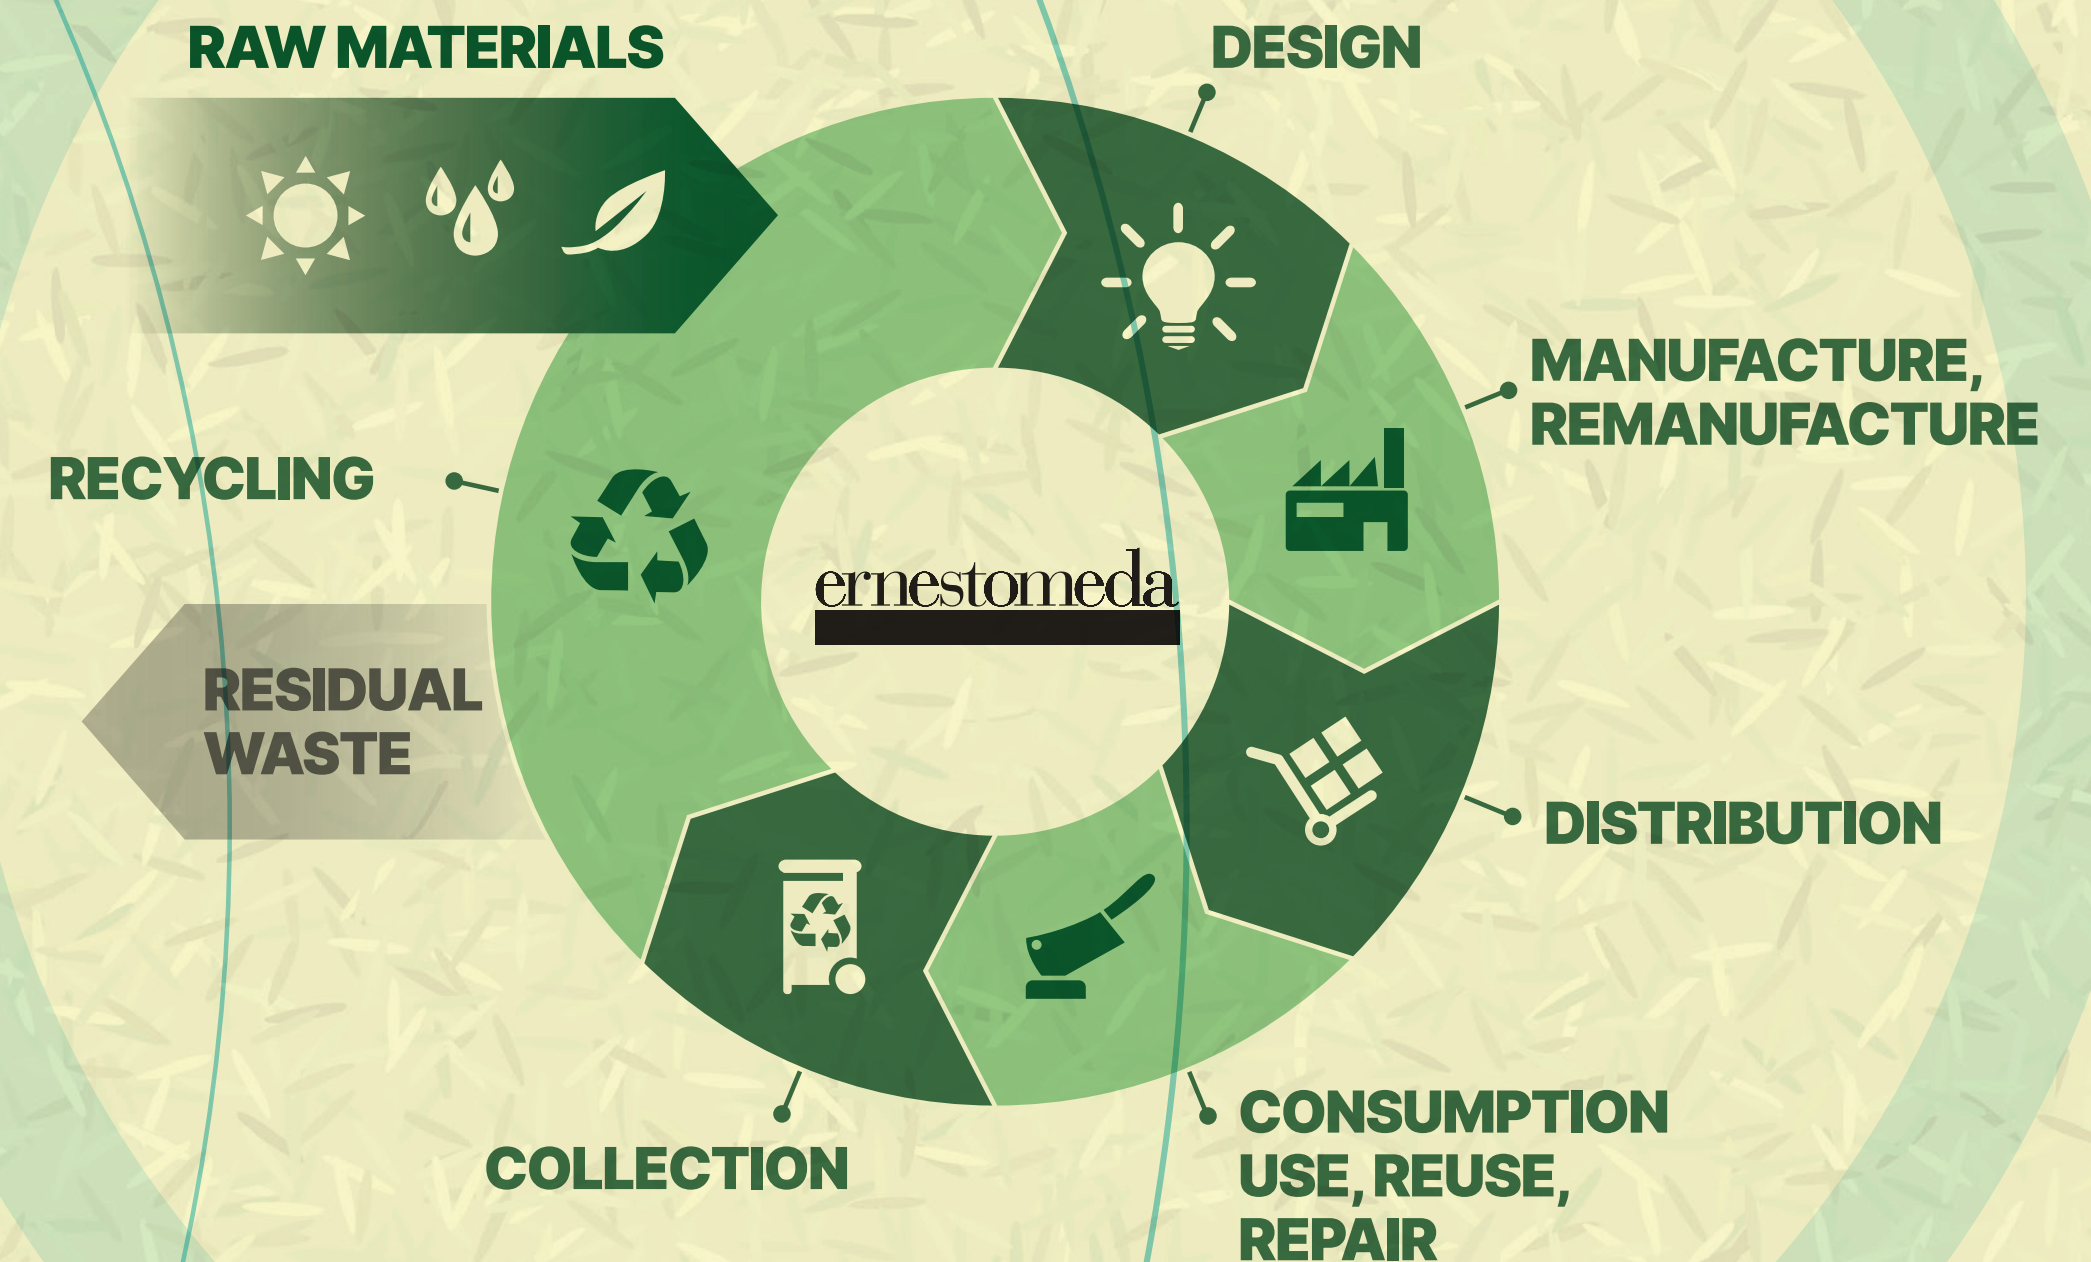 RAW MATERIALS
DESIGN
MANUFACTURE,
REMANUFACTURE
RECYCLING
ernestomeda
RESIDUAL
WASTE
DISTRIBUTION
COLLECTION
CONSUMPTION
USE, REUSE,
REPAIR